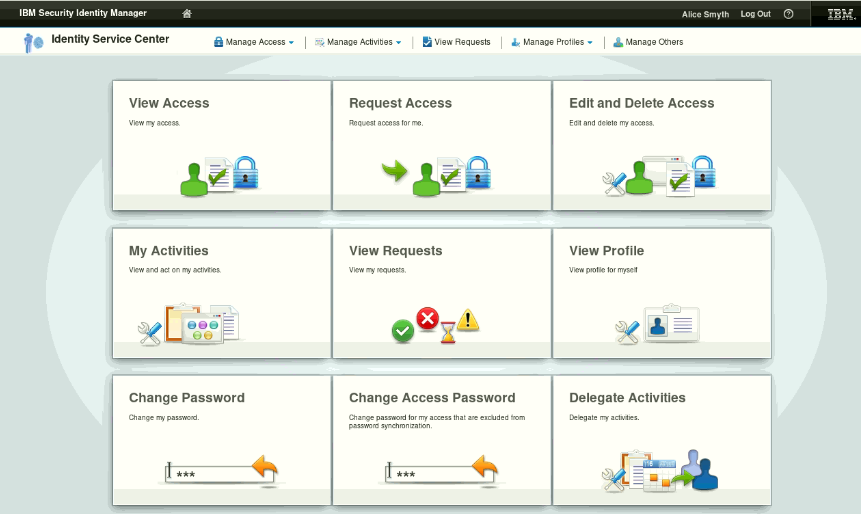 IBM Security Identity Manager
Alice Smyth Log Out
IBM
Identity Service Center
Manage Access Manage Activities View Requests Manage Profiles Manage Others
View Access
View my access.
Request Access
Request access for me.
Edit and Delete Access
Edit and delete my access.
My Activities
View and act on my activities.
View Requests
View my requests.
View Profile
View profile for myself
Change Password
Change my password.
***
Change Access Password
Change password for my access that are excluded from
password synchronization.
***
Delegate Activities
Delegate my activities.
15